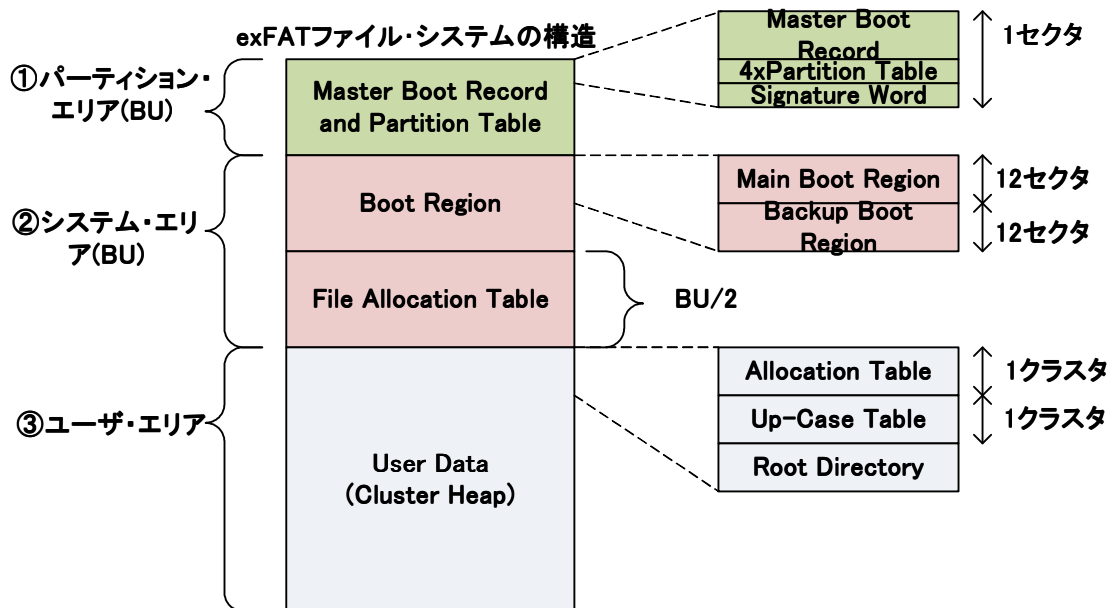 exFATファイル・システムの構造
①パーティション・
エリア(BU)
Master Boot Record
and Partition Table
Master Boot
Record
4xPartition Table
Signature Word
1セクタ
②システム・エリ
ア(BU)
Boot Region
Main Boot Region
12セクタ
Backup Boot
Region
12セクタ
File Allocation Table
BU/2
③ユーザ・エリア
User Data
(Cluster Heap)
Allocation Table
1クラスタ
Up-Case Table
1クラスタ
Root Directory